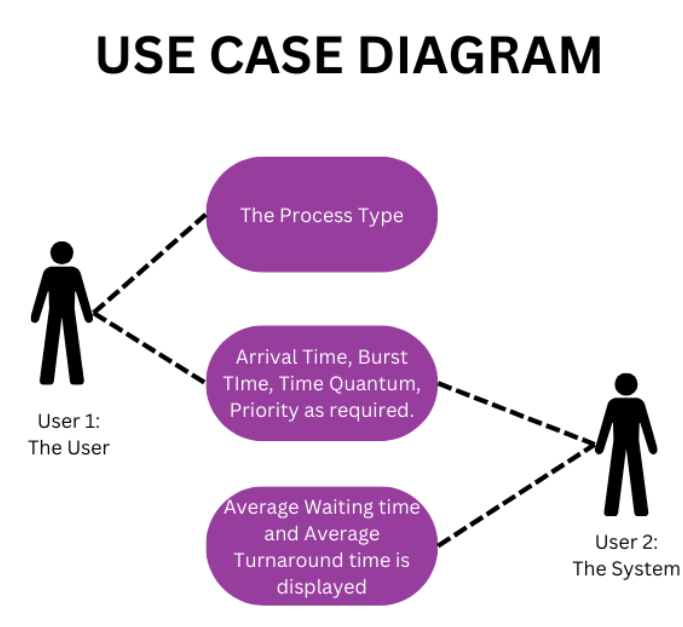 USE CASE DIAGRAM
The Process Type
Arrival Time, Burst
TIme, Time Quantum,
Priority as required.
User 1:
The User
Average Waiting time
and Average
Turnaround time is
displayed
User 2:
The System